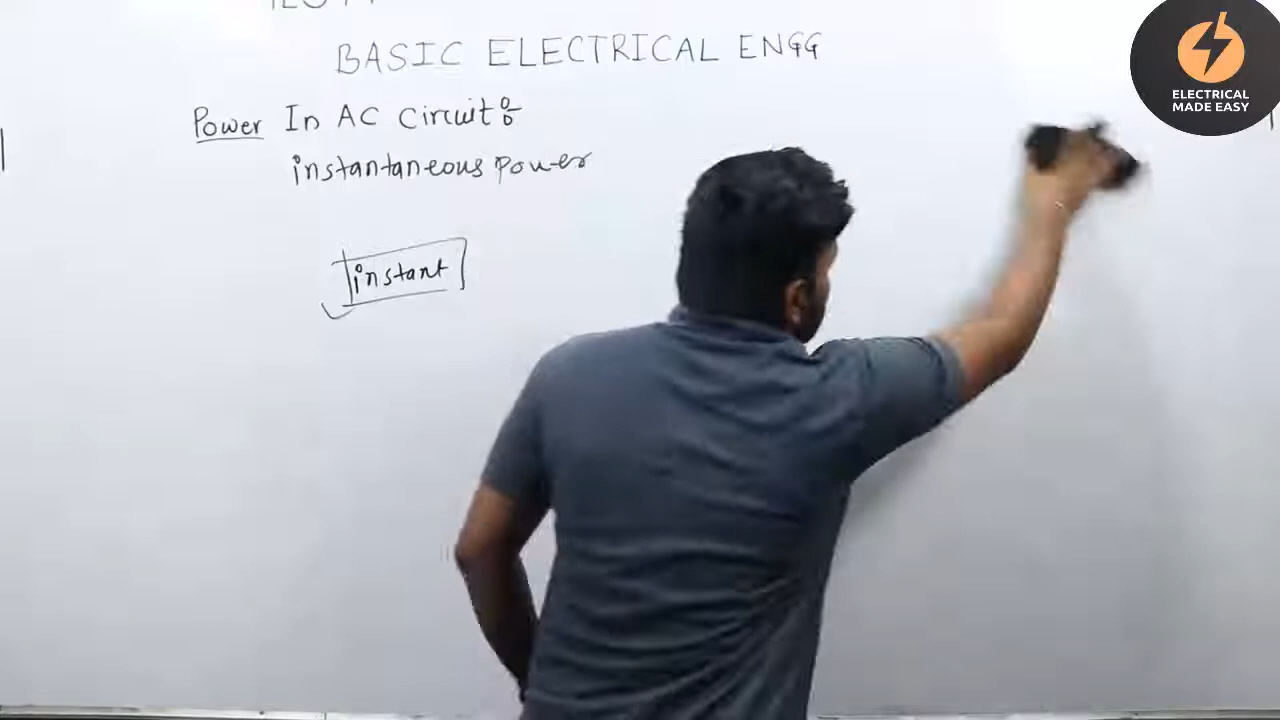 BASIC ELECTRICAL ENGG
Power In AC Circuit
instantaneous power
instant
ELECTRICAL
MADE EASY